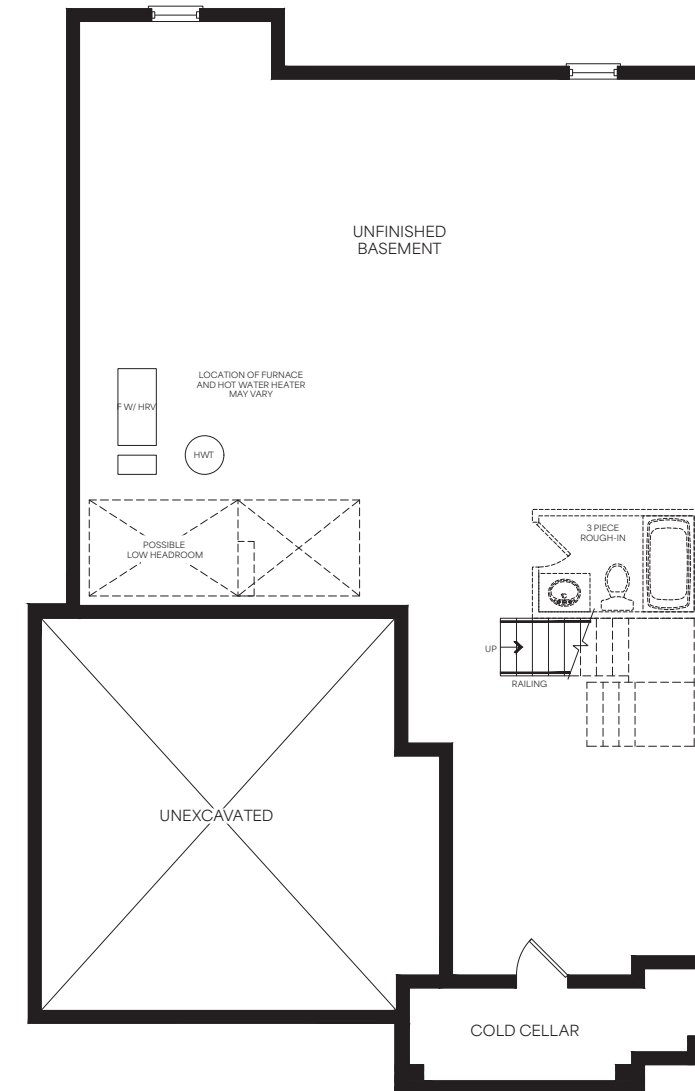 UNFINISHED
BASEMENT
LOCATION OF FURNACE
AND HOT WATER HEATER
MAY VARY
F W/ HRV
HWT
POSSIBLE
LOW HEADROOM
3 PIECE
ROUGH-IN
UP
RAILING
UNEXCAVATED
COLD CELLAR